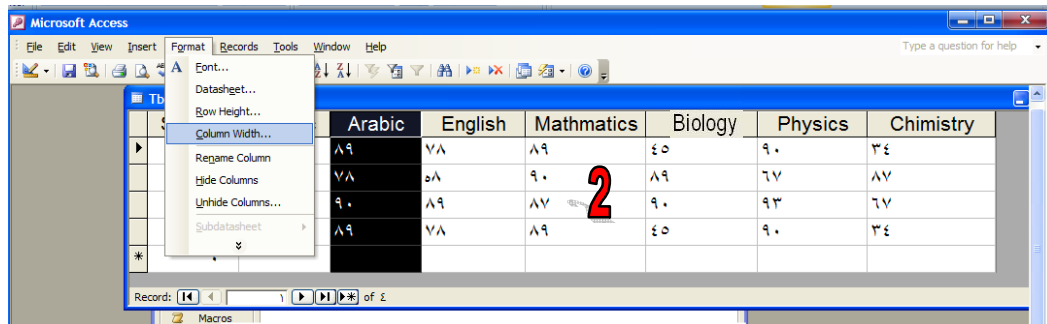 Microsoft Access
File Edit View Insert Format Records Tools Window Help Type a question for help
Font...
Datasheet...
Row Height...
Column Width...
Rename Column
Hide Columns
Unhide Columns...
Subdatasheet
Tb
Arabic English Mathmatics Biology Physics Chimistry
٨٩ ٧٨ ٨٩ ٤٥ ٩٠ ٣٤
٧٨ ٥٨ ٩٠ ٨٩ ٦٧ ٨٧
٩٠ ٨٩ ٨٧ ٩٠ ٩٣ ٦٧
٨٩ ٧٨ ٨٩ ٤٥ ٩٠ ٣٤
2
Record: ١ of ٤
Macros